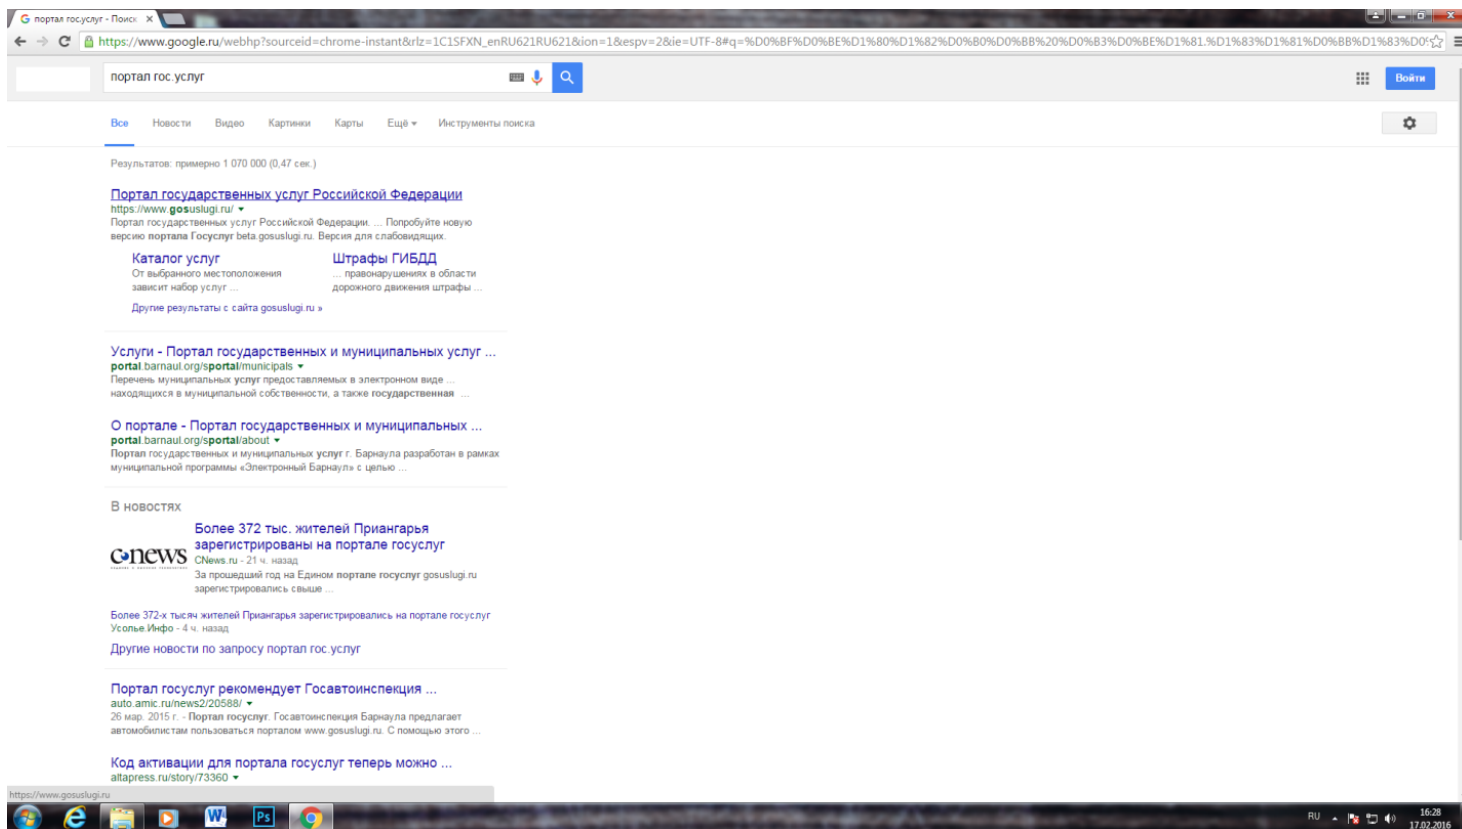 портал гос.услуг - Поиск
https://www.google.ru/webhp?sourceid=chrome-instant&rlz=1C1SFXN_enRU621RU621&ion=1&espv=2&ie=UTF-8#q=%D0%BF%D0%BE%D1%80%D1%82%D0%B0%D0%BB%20%D0%B3%D0%BE%D1%81.%D1%83%D1%81%D0%BB%D1%83%D0%
портал гос.услуг
Войти
Все Новости Видео Картинки Карты Ещё Инструменты поиска
Результатов: примерно 1 070 000 (0,47 сек.)
Портал государственных услуг Российской Федерации
https://www.gosuslugi.ru/
Портал государственных услуг Российской Федерации. ... Попробуйте новую
версию портала Госуслуг beta.gosuslugi.ru. Версия для слабовидящих.
Каталог услуг
От выбранного местоположения
зависит набор услуг ...
Штрафы ГИБДД
... правонарушениях в области
дорожного движения штрафы ...
Другие результаты с сайта gosuslugi.ru »
Услуги - Портал государственных и муниципальных услуг ...
portal.barnaul.org/sportal/municipals
Перечень муниципальных услуг предоставляемых в электронном виде ...
находящихся в муниципальной собственности, а также государственная ...
О портале - Портал государственных и муниципальных ...
portal.barnaul.org/sportal/about
Портал государственных и муниципальных услуг г. Барнаула разработан в рамках
муниципальной программы «Электронный Барнаул» с целью ...
В новостях
Более 372 тыс. жителей Приангарья
зарегистрированы на портале госуслуг
cnews
CNews.ru - 21 ч. назад
За прошедший год на Едином портале госуслуг gosuslugi.ru
зарегистрировались свыше ...
Более 372-х тысяч жителей Приангарья зарегистрировались на портале госуслуг
Усолье.Инфо - 4 ч. назад
Другие новости по запросу портал гос.услуг
Портал госуслуг рекомендует Госавтоинспекция ...
auto.amic.ru/news2/20588/
26 мар. 2015 г. - Портал госуслуг. Госавтоинспекция Барнаула предлагает
автомобилистам пользоваться порталом www.gosuslugi.ru. С помощью этого ...
Код активации для портала госуслуг теперь можно ...
altapress.ru/story/73360
https://www.gosuslugi.ru
Ps
RU
16:28
17.02.2016